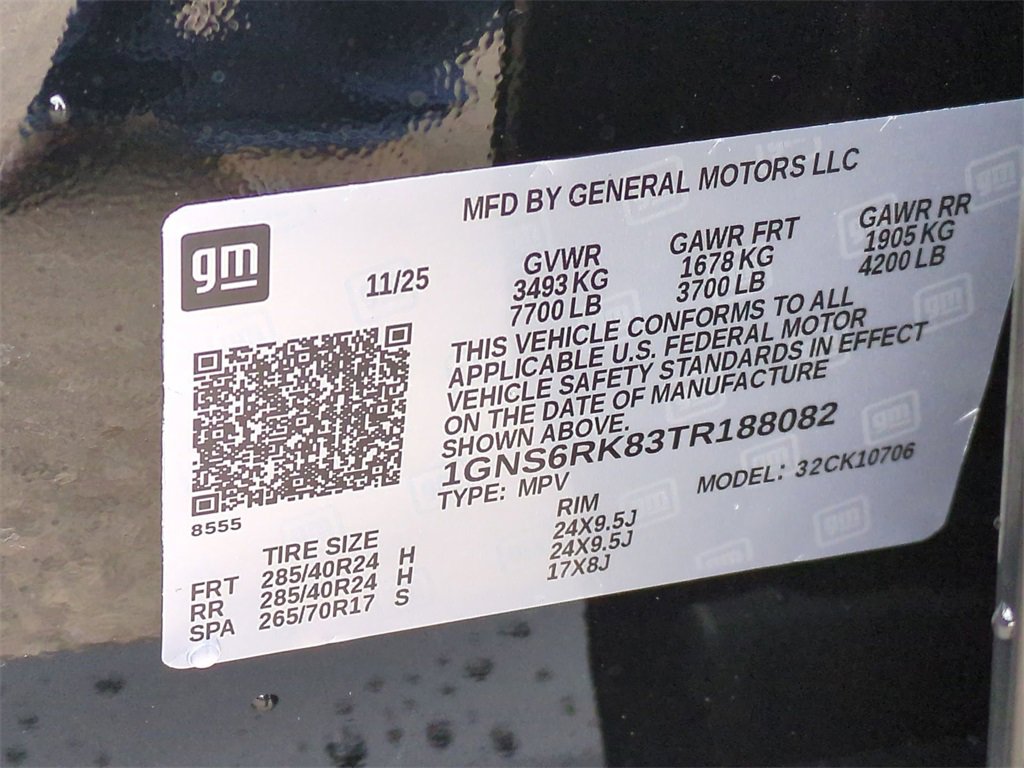 MFD BY GENERAL MOTORS LLC
gm
11/25
GVWR
3493 KG
7700 LB
GAWR FRT
1678 KG
3700 LB
GAWR RR
1905 KG
4200 LB
THIS VEHICLE CONFORMS TO ALL
APPLICABLE U.S. FEDERAL MOTOR
VEHICLE SAFETY STANDARDS IN EFFECT
ON THE DATE OF MANUFACTURE
SHOWN ABOVE.
1GNS6RK83TR188082
TYPE: MPV
MODEL: 32CK10706
8555
TIRE SIZE
RIM
FRT 285/40R24 H 24X9.5J
RR 285/40R24 H 24X9.5J
SPA 265/70R17 S 17X8J